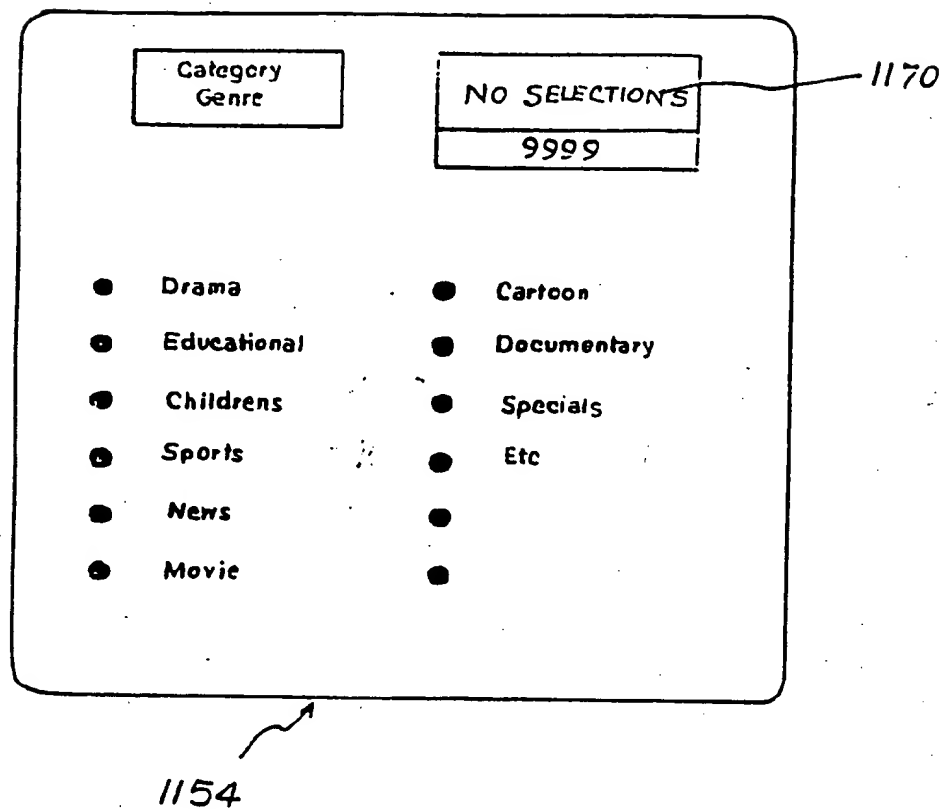 Category
Genre
NO SELECTIONS
1170
9999
Drama
Educational
Childrens
Sports
News
Movie
Cartoon
Documentary
Specials
Etc
1154